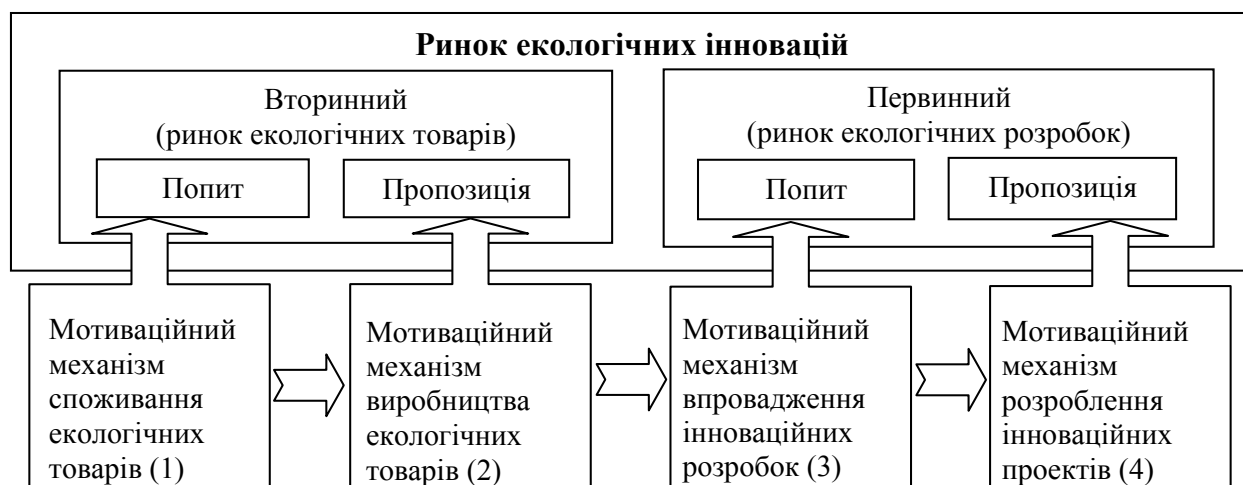 Ринок екологічних інновацій
Вторинний
(ринок екологічних товарів)
Попит
Пропозиція
Первинний
(ринок екологічних розробок)
Попит
Пропозиція
Мотиваційний
механізм
споживання
екологічних
товарів (1)
Мотиваційний
механізм
виробництва
екологічних
товарів (2)
Мотиваційний
механізм
впровадження
інноваційних
розробок (3)
Мотиваційний
механізм
розроблення
інноваційних
проектів (4)